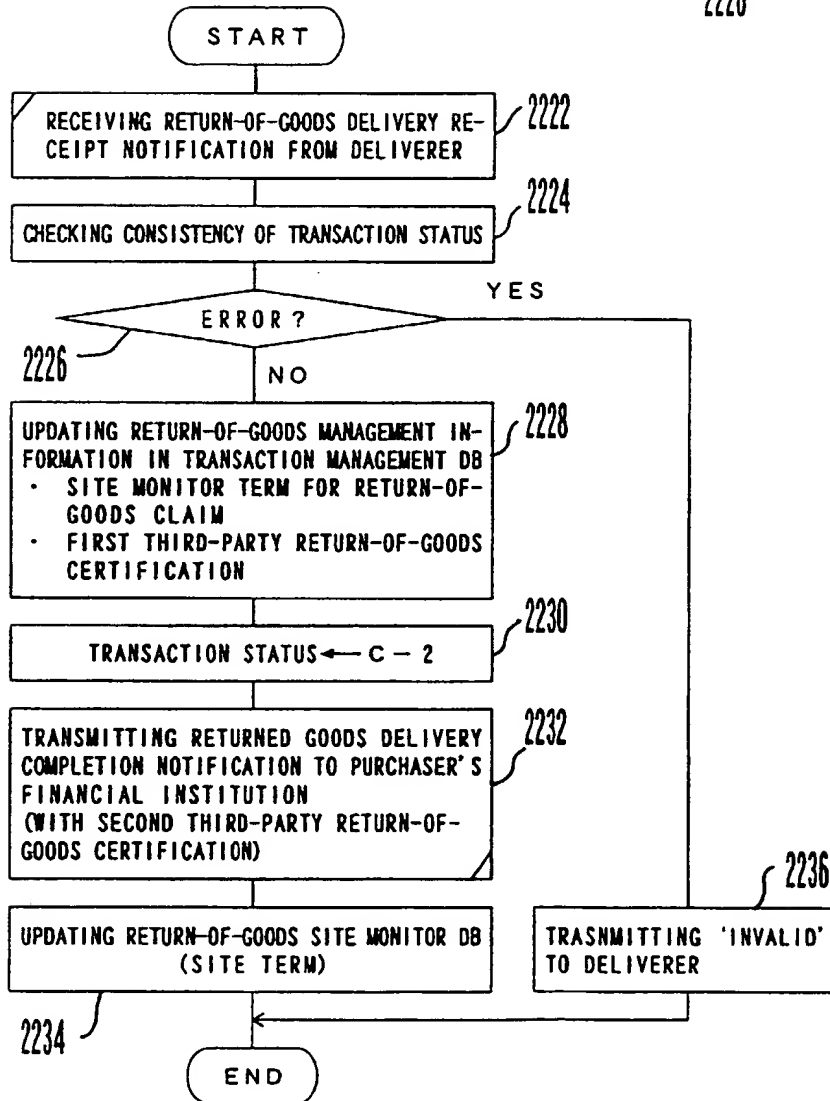 2220
START
2222
RECEIVING RETURN-OF-GOODS DELIVERY RE-
CEIPT NOTIFICATION FROM DELIVERER
2224
CHECKING CONSISTENCY OF TRANSACTION STATUS
YES
ERROR?
2226
NO
2228
UPDATING RETURN-OF-GOODS MANAGEMENT IN-
FORMATION IN TRANSACTION MANAGEMENT DB
· SITE MONITOR TERM FOR RETURN-OF-
GOODS CLAIM
· FIRST THIRD-PARTY RETURN-OF-GOODS
CERTIFICATION
2230
TRANSACTION STATUS ← C - 2
2232
TRANSMITTING RETURNED GOODS DELIVERY
COMPLETION NOTIFICATION TO PURCHASER'S
FINANCIAL INSTITUTION
(WITH SECOND THIRD-PARTY RETURN-OF-
GOODS CERTIFICATION)
2236
UPDATING RETURN-OF-GOODS SITE MONITOR DB
(SITE TERM)
TRASNMITTING 'INVALID'
TO DELIVERER
2234
END